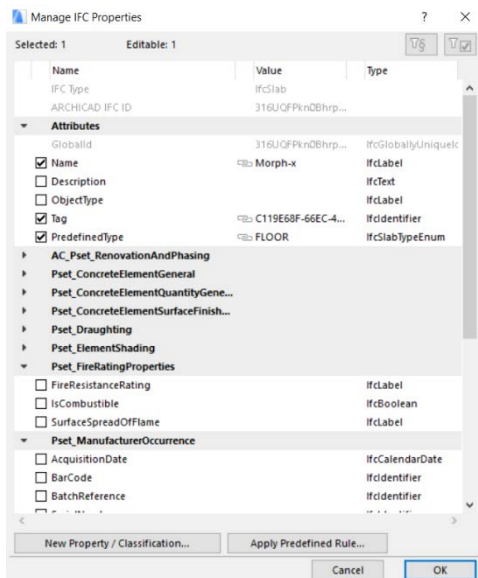 Manage IFC Properties ? ×
Selected: 1 Editable: 1
Name Value Type
IFC Type IfcSlab
ARCHICAD IFC ID 316UQFPkn0Bhrp...
Attributes
GlobalId 316UQFPkn0Bhrp... IfcGloballyUniqueIc
Name Morph-x IfcLabel
Description IfcText
ObjectType IfcLabel
Tag C119E68F-66EC-4... IfcIdentifier
PredefinedType FLOOR IfcSlabTypeEnum
AC_Pset_RenovationAndPhasing
Pset_ConcreteElementGeneral
Pset_ConcreteElementQuantityGene...
Pset_ConcreteElementSurfaceFinish...
Pset_Draughting
Pset_ElementShading
Pset_FireRatingProperties
FireResistanceRating IfcLabel
IsCombustible IfcBoolean
SurfaceSpreadOfFlame IfcLabel
Pset_ManufacturerOccurrence
AcquisitionDate IfcCalendarDate
BarCode IfcIdentifier
BatchReference IfcIdentifier
New Property / Classification... Apply Predefined Rule...
Cancel OK